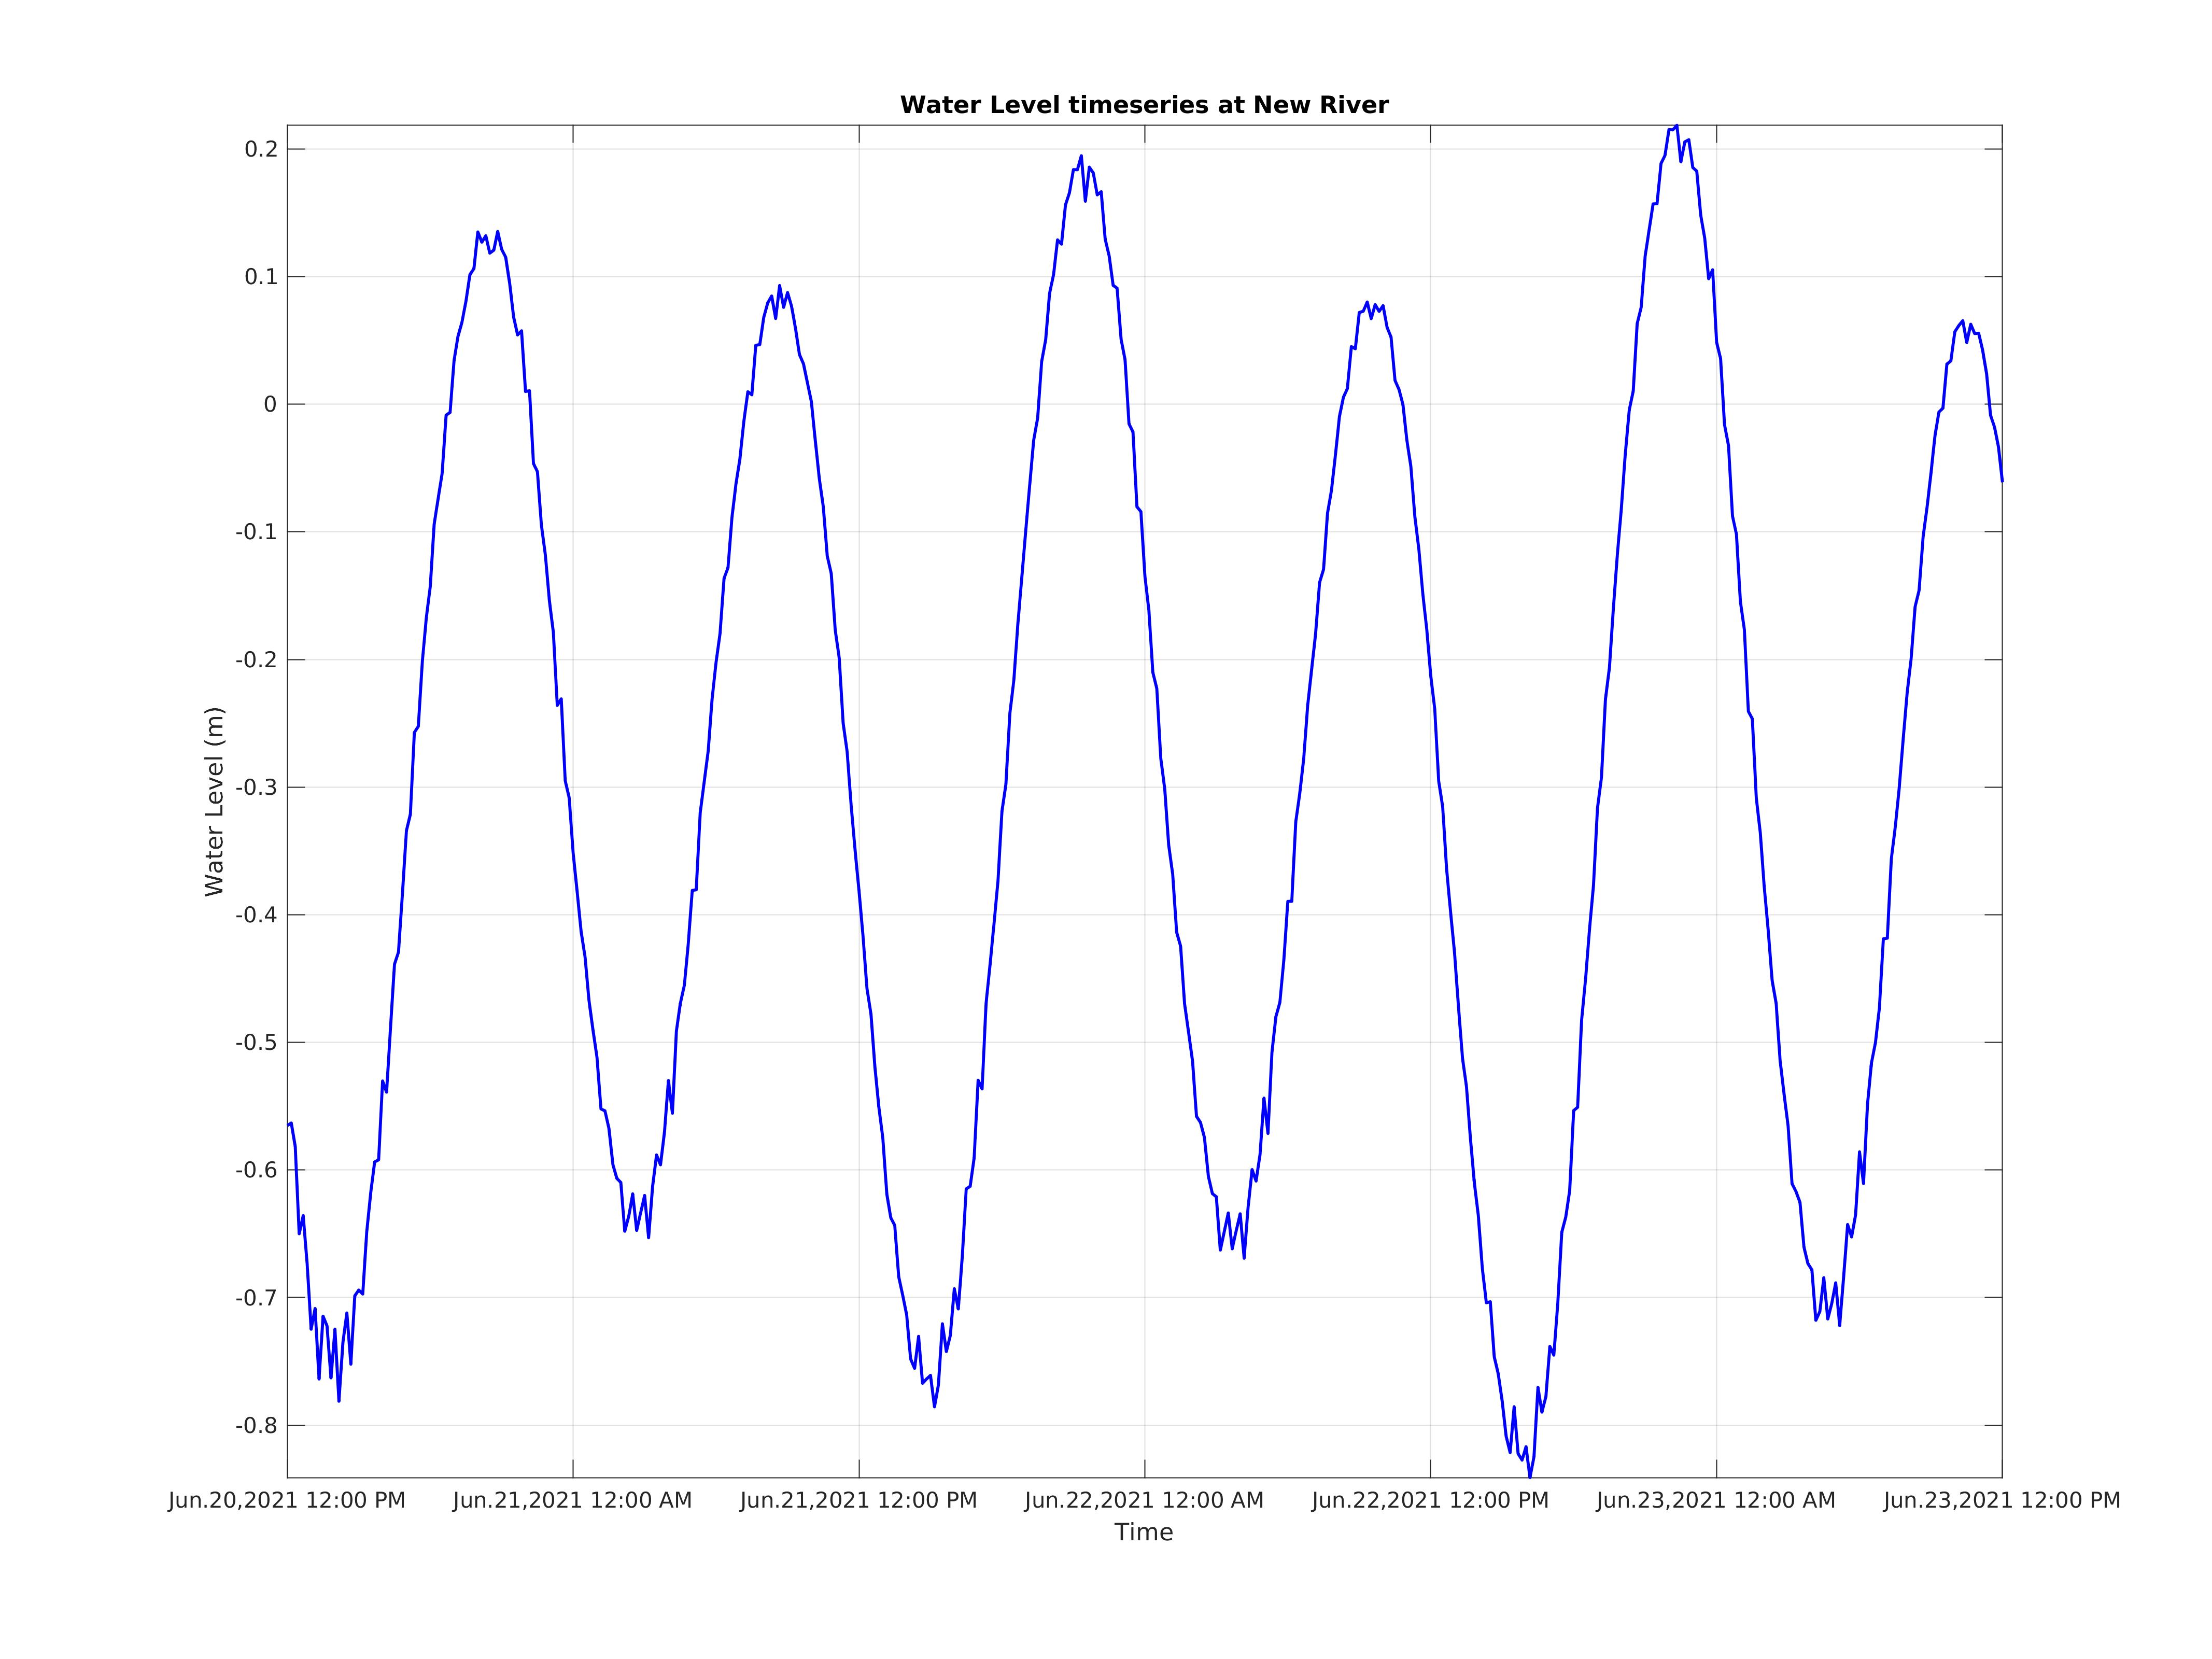 Water Level timeseries at New River
0.2
0.1
0
-0.1
-0.2
-0.3
-0.4
-0.5
-0.6
-0.7
-0.8
Water Level (m)
Jun.20,2021 12:00 PM
Jun.21,2021 12:00 AM
Jun.21,2021 12:00 PM
Jun.22,2021 12:00 AM
Jun.22,2021 12:00 PM
Jun.23,2021 12:00 AM
Jun.23,2021 12:00 PM
Time